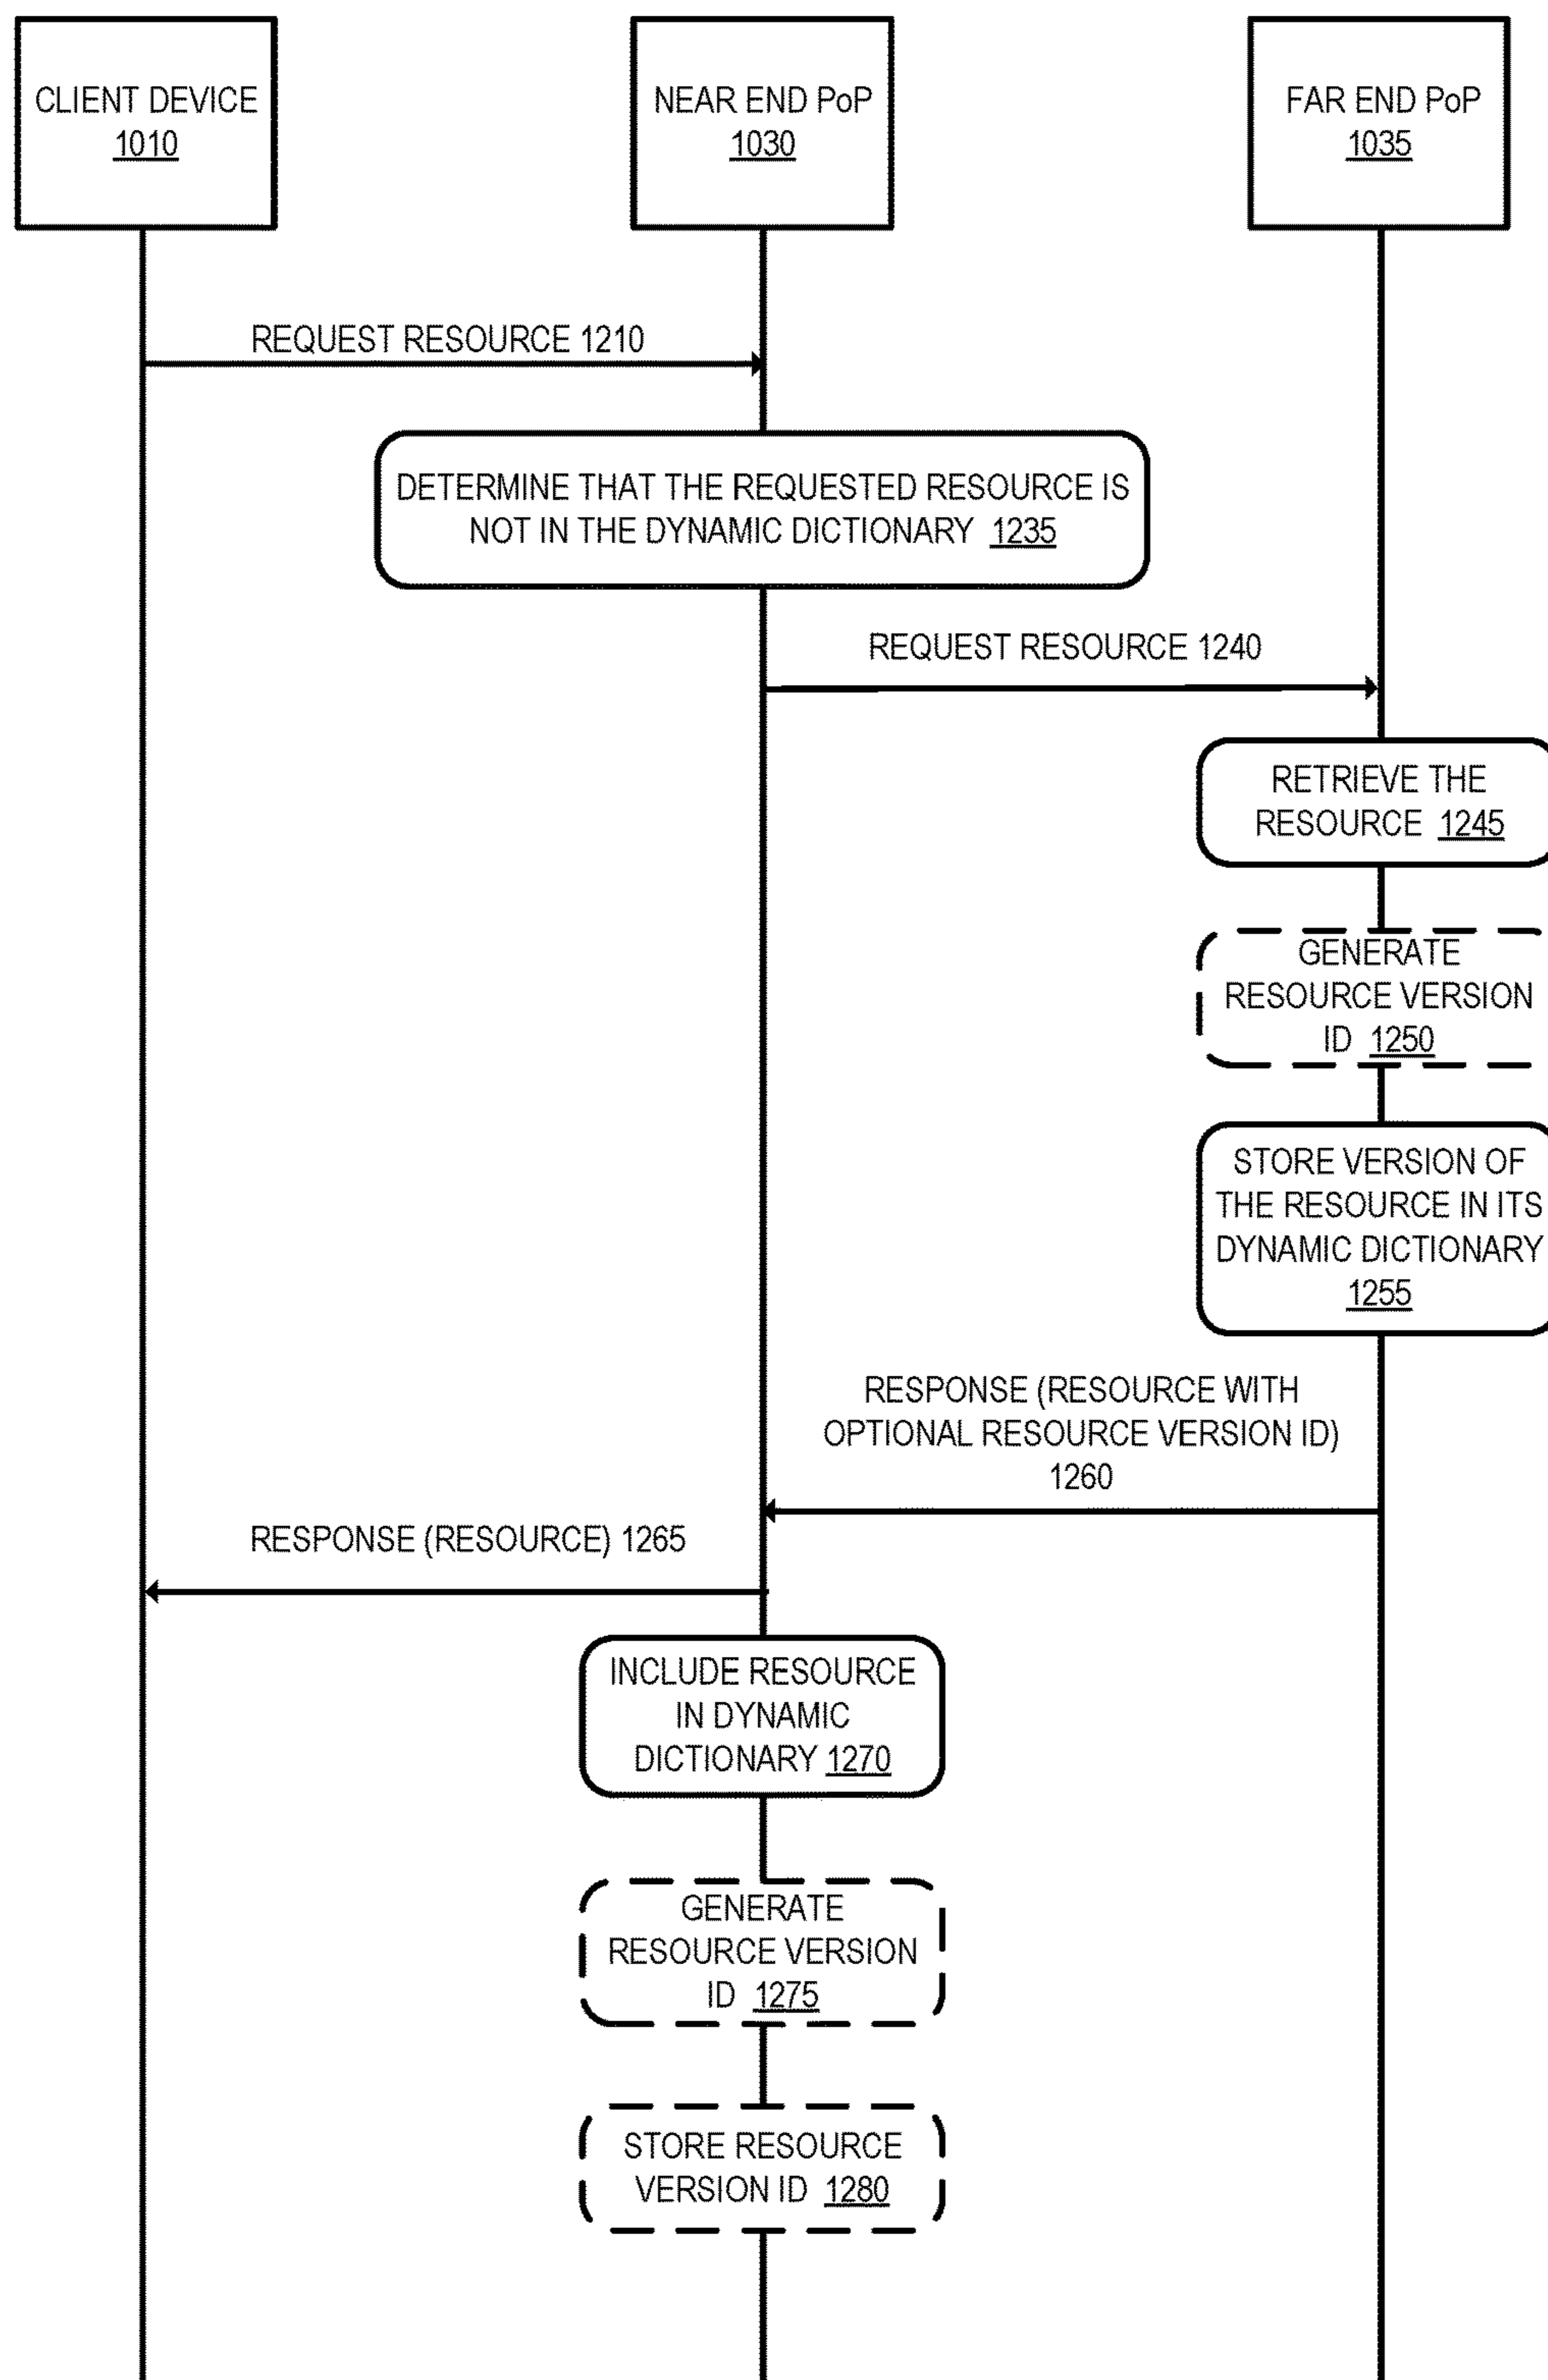 CLIENT DEVICE
1010
NEAR END PoP
1030
FAR END PoP
1035
REQUEST RESOURCE 1210
DETERMINE THAT THE REQUESTED RESOURCE IS
NOT IN THE DYNAMIC DICTIONARY 1235
REQUEST RESOURCE 1240
RETRIEVE THE
RESOURCE 1245
GENERATE
RESOURCE VERSION
ID 1250
STORE VERSION OF
THE RESOURCE IN ITS
DYNAMIC DICTIONARY
1255
RESPONSE (RESOURCE WITH
OPTIONAL RESOURCE VERSION ID)
1260
RESPONSE (RESOURCE) 1265
INCLUDE RESOURCE
IN DYNAMIC
DICTIONARY 1270
GENERATE
RESOURCE VERSION
ID 1275
STORE RESOURCE
VERSION ID 1280